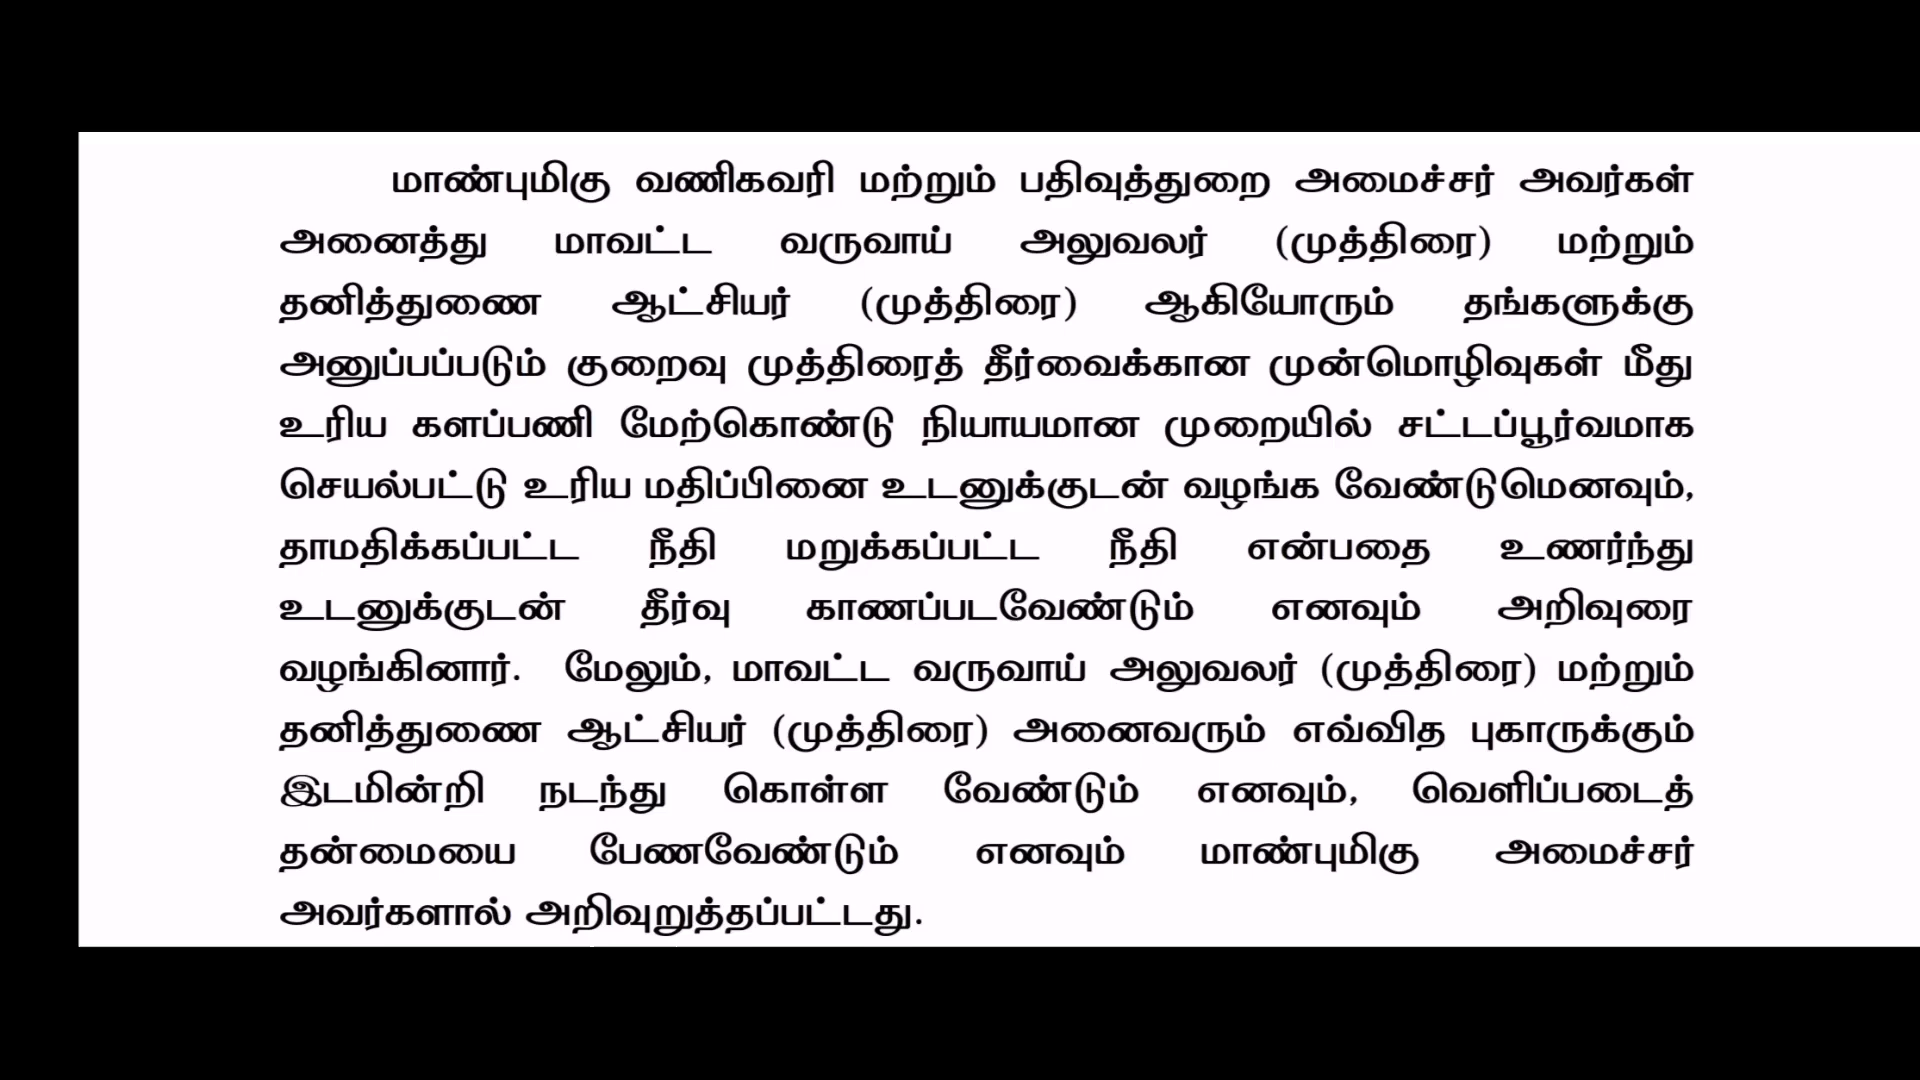 மாண்புமிகு வணிகவரி மற்றும் பதிவுத்துறை அமைச்சர் அவர்கள்
அனைத்து மாவட்ட வருவாய் அலுவலர் (முத்திரை) மற்றும்
தனித்துணை ஆட்சியர் (முத்திரை) ஆகியோரும் தங்களுக்கு
அனுப்பப்படும் குறைவு முத்திரைத் தீர்வைக்கான முன்மொழிவுகள் மீது
உரிய களப்பணி மேற்கொண்டு நியாயமான முறையில் சட்டப்பூர்வமாக
செயல்பட்டு உரிய மதிப்பினை உடனுக்குடன் வழங்க வேண்டுமெனவும்,
தாமதிக்கப்பட்ட நீதி மறுக்கப்பட்ட நீதி என்பதை உணர்ந்து
உடனுக்குடன் தீர்வு காணப்படவேண்டும் எனவும் அறிவுரை
வழங்கினார். மேலும், மாவட்ட வருவாய் அலுவலர் (முத்திரை) மற்றும்
தனித்துணை ஆட்சியர் (முத்திரை) அனைவரும் எவ்வித புகாருக்கும்
இடமின்றி நடந்து கொள்ள வேண்டும் எனவும், வெளிப்படைத்
தன்மையை பேணவேண்டும் எனவும் மாண்புமிகு அமைச்சர்
அவர்களால் அறிவுறுத்தப்பட்டது.